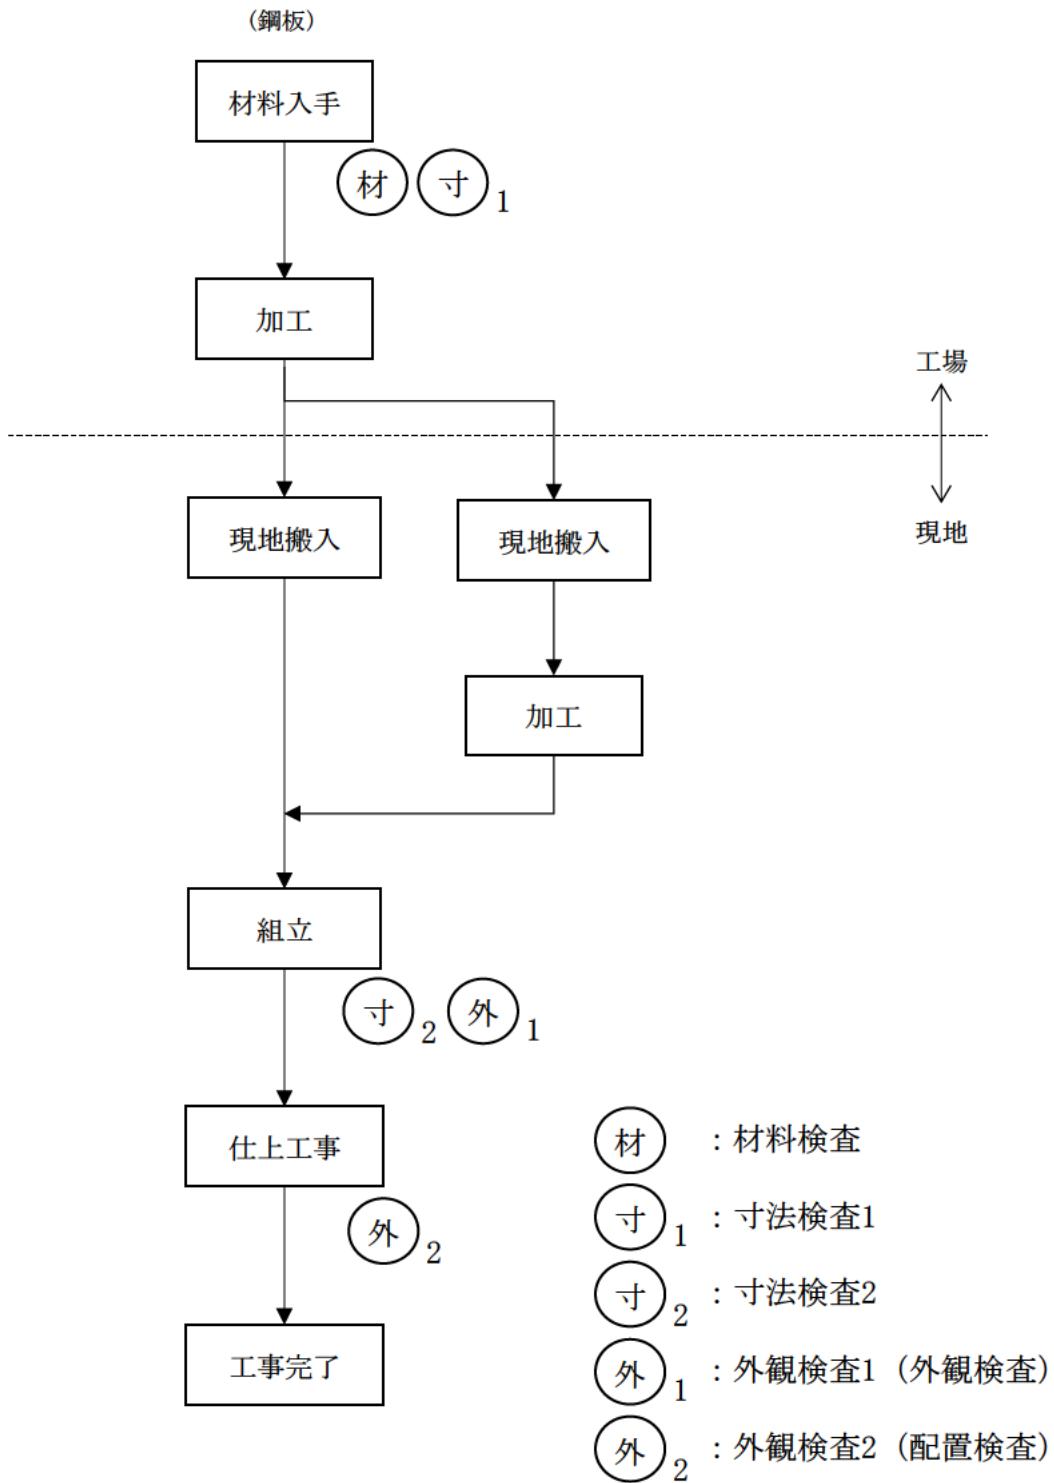 (鋼板)
材料入手
材 寸1
加工
工場
現地
現地搬入
現地搬入
加工
組立
寸2 外1
仕上工事
外2
工事完了
材 : 材料検査
寸1 : 寸法検査1
寸2 : 寸法検査2
外1 : 外観検査1 (外観検査)
外2 : 外観検査2 (配置検査)